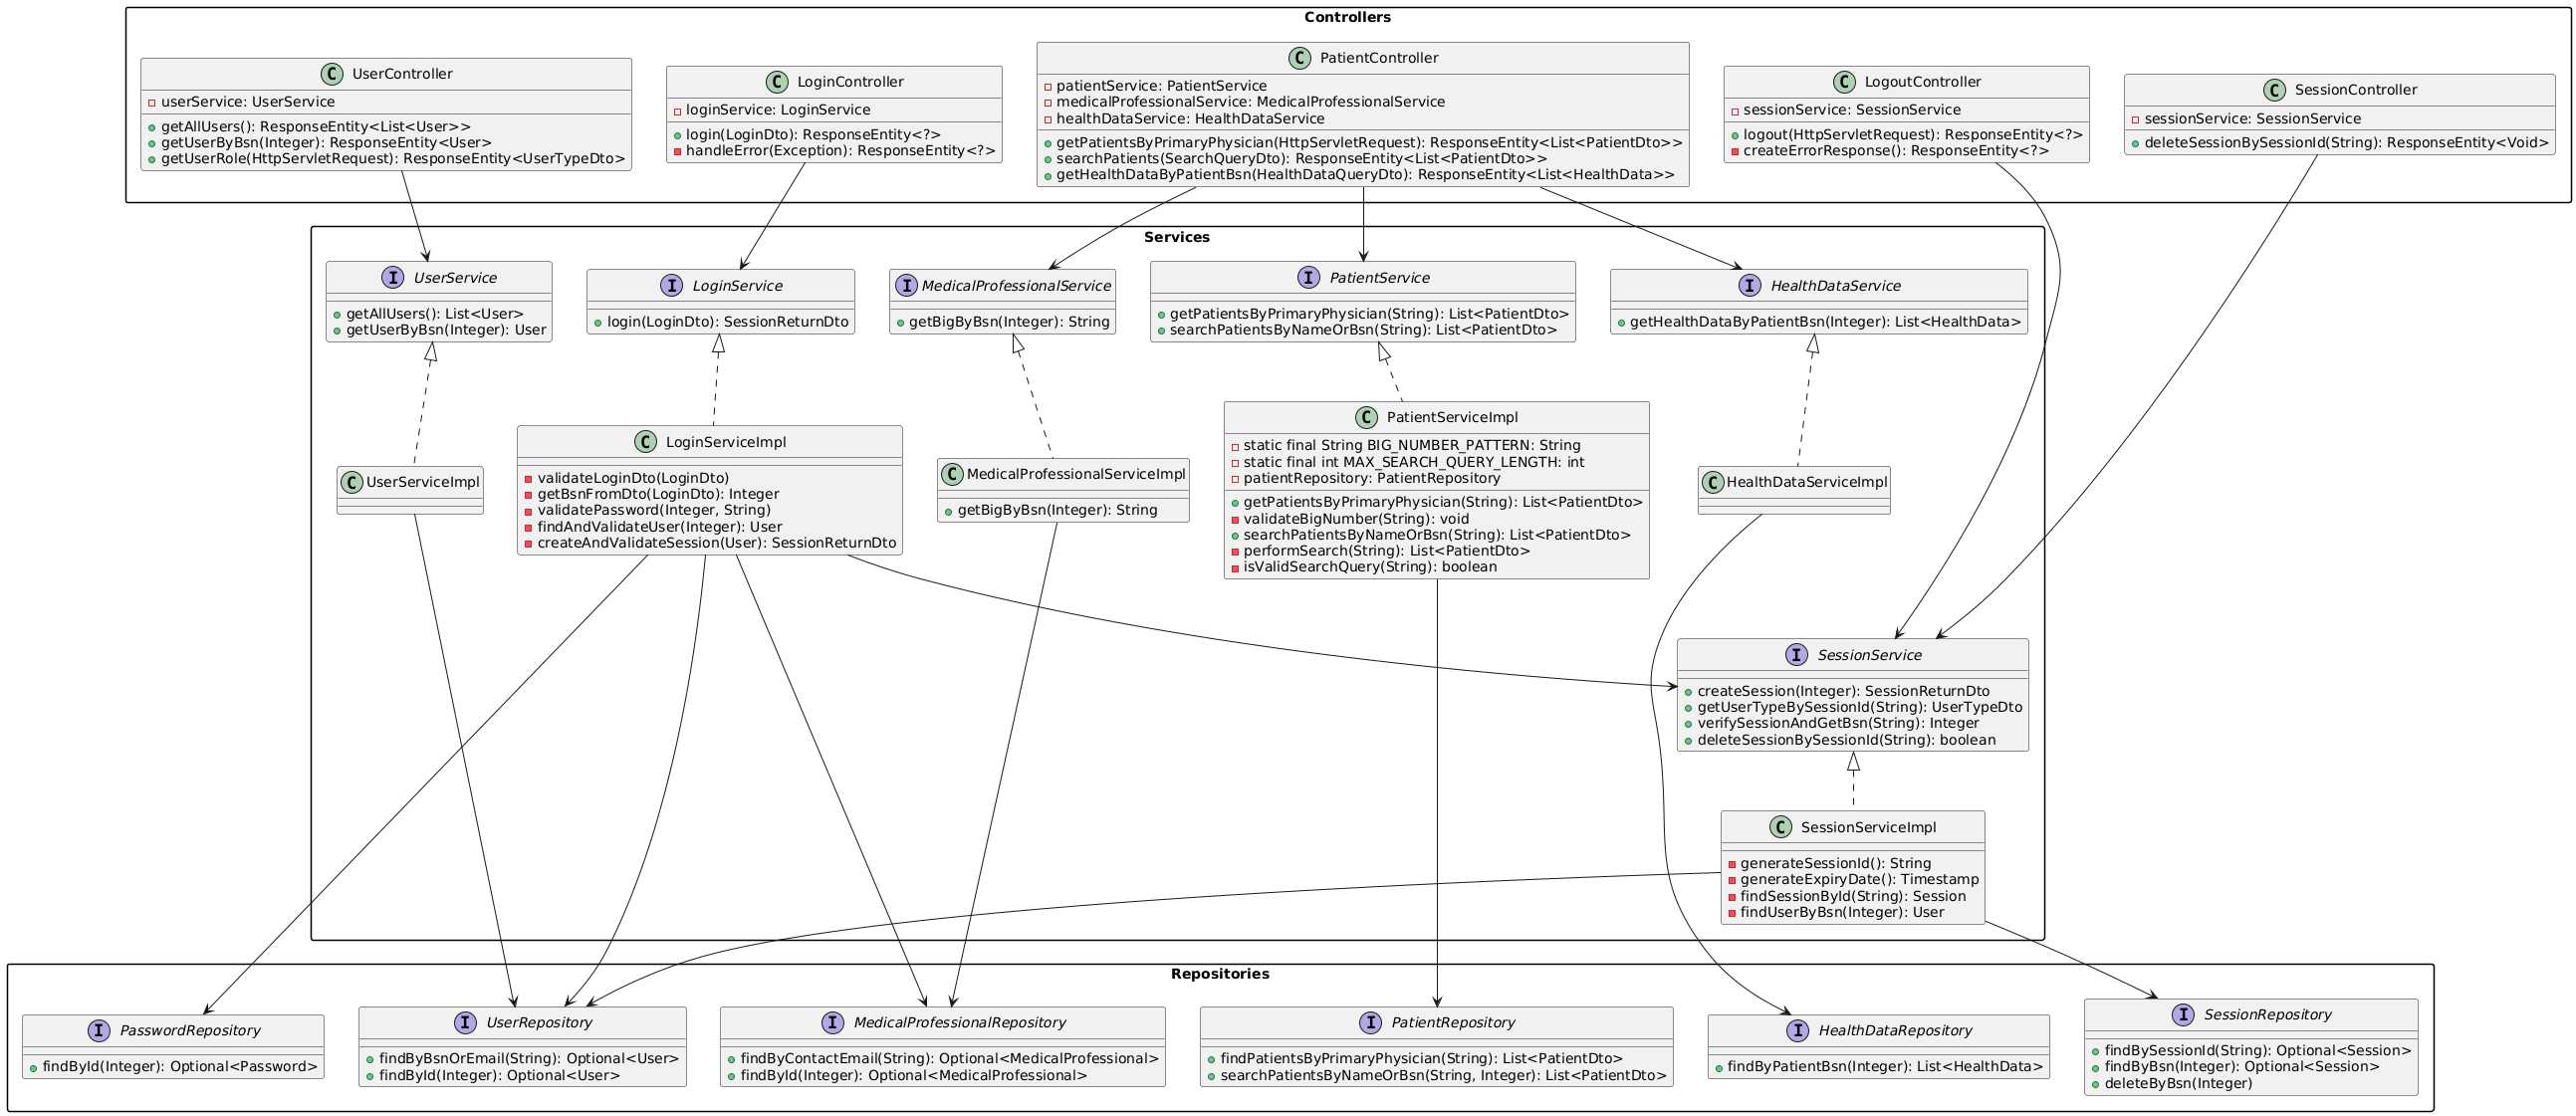 Controllers
C UserController
userService: UserService
getAllUsers(): ResponseEntity<List<User>>
getUserByBsn(Integer): ResponseEntity<User>
getUserRole(HttpServletRequest): ResponseEntity<UserTypeDto>
C LoginController
loginService: LoginService
login(LoginDto): ResponseEntity<?>
handleError(Exception): ResponseEntity<?>
C PatientController
patientService: PatientService
medicalProfessionalService: MedicalProfessionalService
healthDataService: HealthDataService
getPatientsByPrimaryPhysician(HttpServletRequest): ResponseEntity<List<PatientDto>>
searchPatients(SearchQueryDto): ResponseEntity<List<PatientDto>>
getHealthDataByPatientBsn(HealthDataQueryDto): ResponseEntity<List<HealthData>>
C LogoutController
sessionService: SessionService
logout(HttpServletRequest): ResponseEntity<?>
createErrorResponse(): ResponseEntity<?>
C SessionController
sessionService: SessionService
deleteSessionBySessionId(String): ResponseEntity<Void>
Services
I UserService
getAllUsers(): List<User>
getUserByBsn(Integer): User
I LoginService
login(LoginDto): SessionReturnDto
I MedicalProfessionalService
getBigByBsn(Integer): String
I PatientService
getPatientsByPrimaryPhysician(String): List<PatientDto>
searchPatientsByNameOrBsn(String): List<PatientDto>
I HealthDataService
getHealthDataByPatientBsn(Integer): List<HealthData>
C UserServiceImpl
C LoginServiceImpl
validateLoginDto(LoginDto)
getBsnFromDto(LoginDto): Integer
validatePassword(Integer, String)
findAndValidateUser(Integer): User
createAndValidateSession(User): SessionReturnDto
C MedicalProfessionalServiceImpl
getBigByBsn(Integer): String
C PatientServiceImpl
static final String BIG_NUMBER_PATTERN: String
static final int MAX_SEARCH_QUERY_LENGTH: int
patientRepository: PatientRepository
getPatientsByPrimaryPhysician(String): List<PatientDto>
validateBigNumber(String): void
searchPatientsByNameOrBsn(String): List<PatientDto>
performSearch(String): List<PatientDto>
isValidSearchQuery(String): boolean
C HealthDataServiceImpl
I SessionService
createSession(Integer): SessionReturnDto
getUserTypeBySessionId(String): UserTypeDto
verifySessionAndGetBsn(String): Integer
deleteSessionBySessionId(String): boolean
C SessionServiceImpl
generateSessionId(): String
generateExpiryDate(): Timestamp
findSessionById(String): Session
findUserByBsn(Integer): User
Repositories
I PasswordRepository
findById(Integer): Optional<Password>
I UserRepository
findByBsnOrEmail(String): Optional<User>
findById(Integer): Optional<User>
I MedicalProfessionalRepository
findByContactEmail(String): Optional<MedicalProfessional>
findById(Integer): Optional<MedicalProfessional>
I PatientRepository
findPatientsByPrimaryPhysician(String): List<PatientDto>
searchPatientsByNameOrBsn(String, Integer): List<PatientDto>
I HealthDataRepository
findByPatientBsn(Integer): List<HealthData>
I SessionRepository
findBySessionId(String): Optional<Session>
findByBsn(Integer): Optional<Session>
deleteByBsn(Integer)